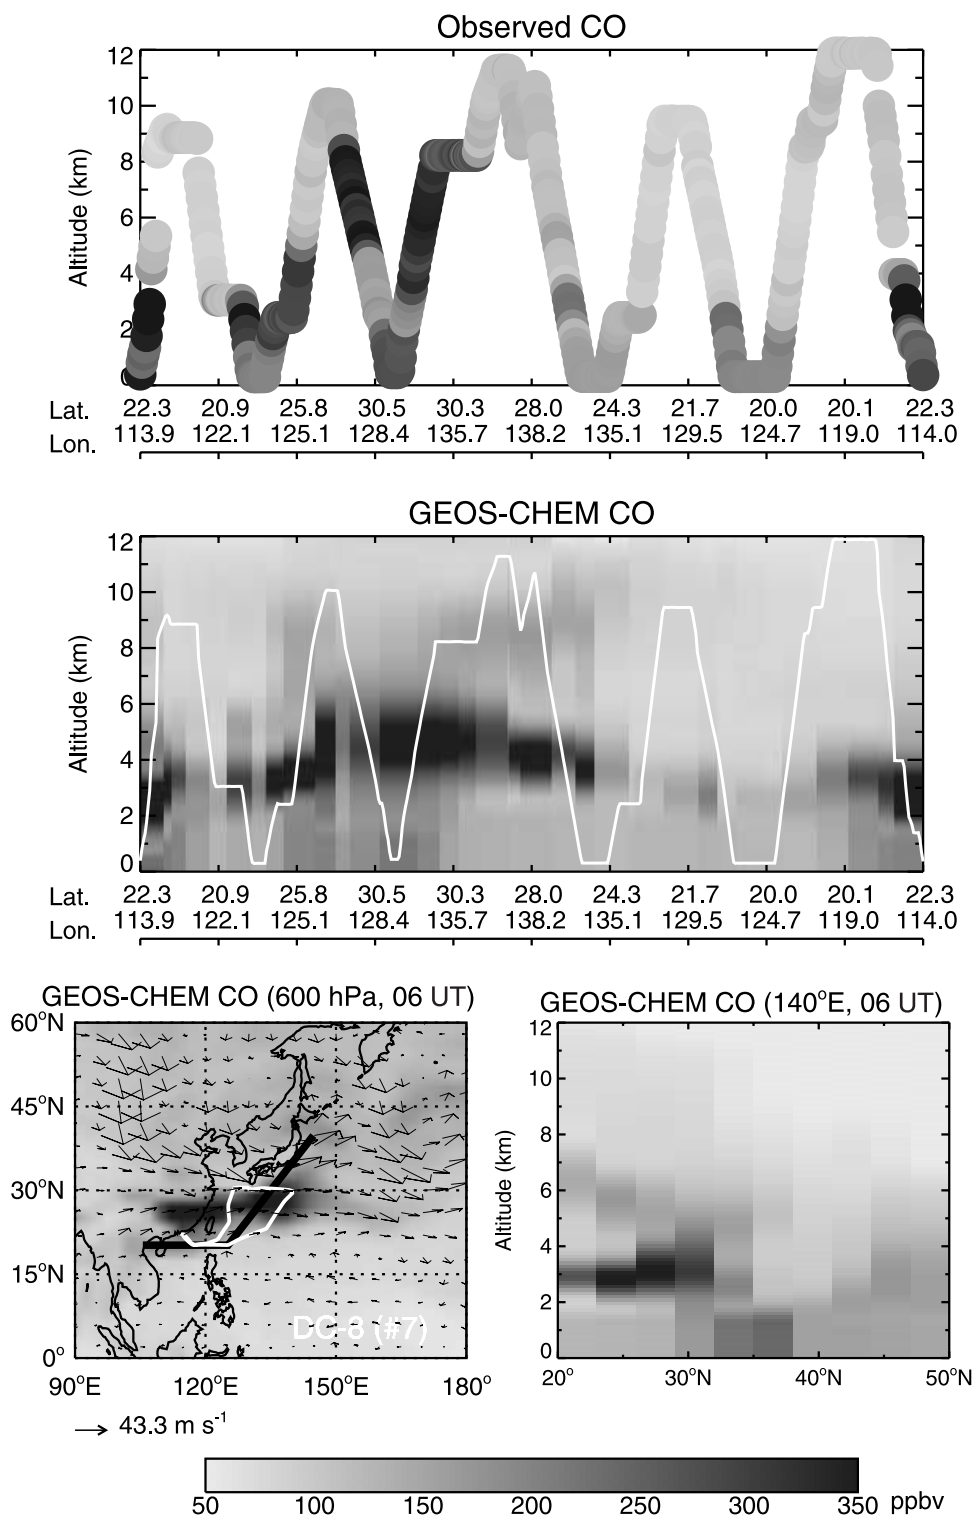 Observed CO
12
10
8
6
4
2
0
Altitude (km)
Lat. 22.3 20.9 25.8 30.5 30.3 28.0 24.3 21.7 20.0 20.1 22.3
Lon. 113.9 122.1 125.1 128.4 135.7 138.2 135.1 129.5 124.7 119.0 114.0
GEOS-CHEM CO
12
10
8
6
4
2
0
Altitude (km)
Lat. 22.3 20.9 25.8 30.5 30.3 28.0 24.3 21.7 20.0 20.1 22.3
Lon. 113.9 122.1 125.1 128.4 135.7 138.2 135.1 129.5 124.7 119.0 114.0
GEOS-CHEM CO (600 hPa, 06 UT)
60°N
45°N
30°N
15°N
0°
DC-8 (#7)
90°E 120°E 150°E 180°
43.3 m s⁻¹
GEOS-CHEM CO (140°E, 06 UT)
12
10
8
6
4
2
0
Altitude (km)
20° 30°N 40°N 50°N
50 100 150 200 250 300 350 ppbv